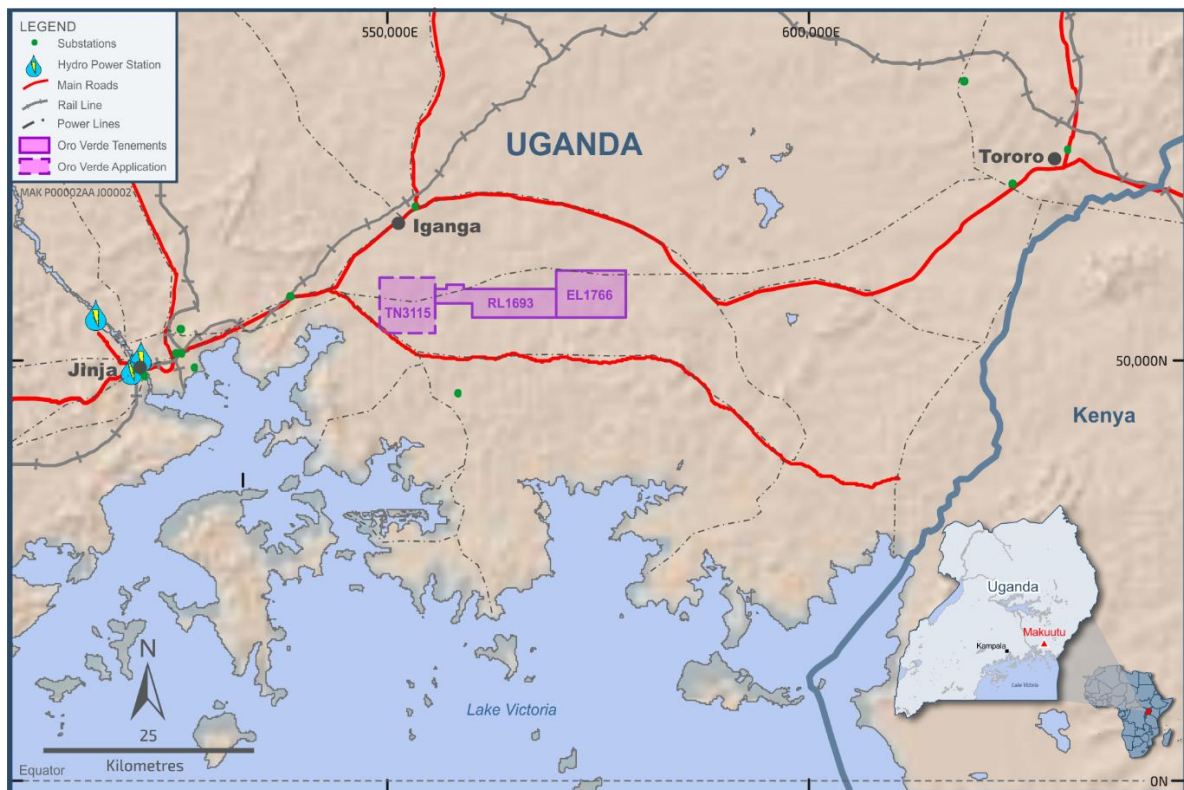 LEGEND
Substations
Hydro Power Station
Main Roads
Rail Line
Power Lines
Oro Verde Tenements
Oro Verde Application
MAK P00002AA J00002
550,000E
600,000E
UGANDA
Tororo
Iganga
TN3115
RL1693
EL1766
Jinja
50,000N
Kenya
Uganda
Makuutu
Kampala
Lake Victoria
N
25
Kilometres
Lake Victoria
Equator
0N